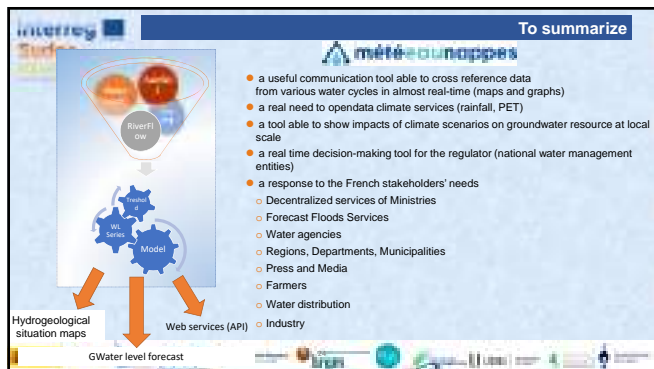 interreg
Sudoe
To summarize
météeaunappes
RiverFl
ow
Treshol
d
WL
Series
Model
Hydrogeological
situation maps
GWater level forecast
Web services (API)
a useful communication tool able to cross reference data
from various water cycles in almost real-time (maps and graphs)
a real need to opendata climate services (rainfall, PET)
a tool able to show impacts of climate scenarios on groundwater resource at local
scale
a real time decision-making tool for the regulator (national water management
entities)
a response to the French stakeholders' needs
Decentralized services of Ministries
Forecast Floods Services
Water agencies
Regions, Departments, Municipalities
Press and Media
Farmers
Water distribution
Industry
brgm